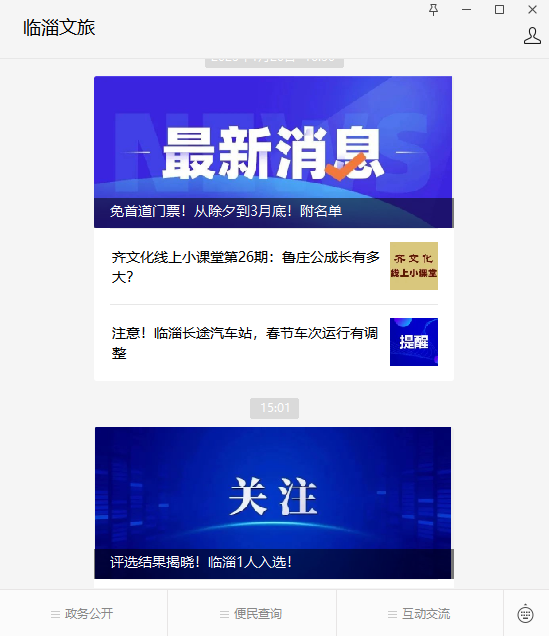 临淄文旅
NEWS
最新消息
免首道门票！从除夕到3月底！附名单
齐文化线上小课堂第26期：鲁庄公成长有多
大？
齐文化
线上小课堂
注意！临淄长途汽车站，春节车次运行有调
整
提醒
15:01
关注
评选结果揭晓！临淄1人入选！
政务公开
便民查询
互动交流